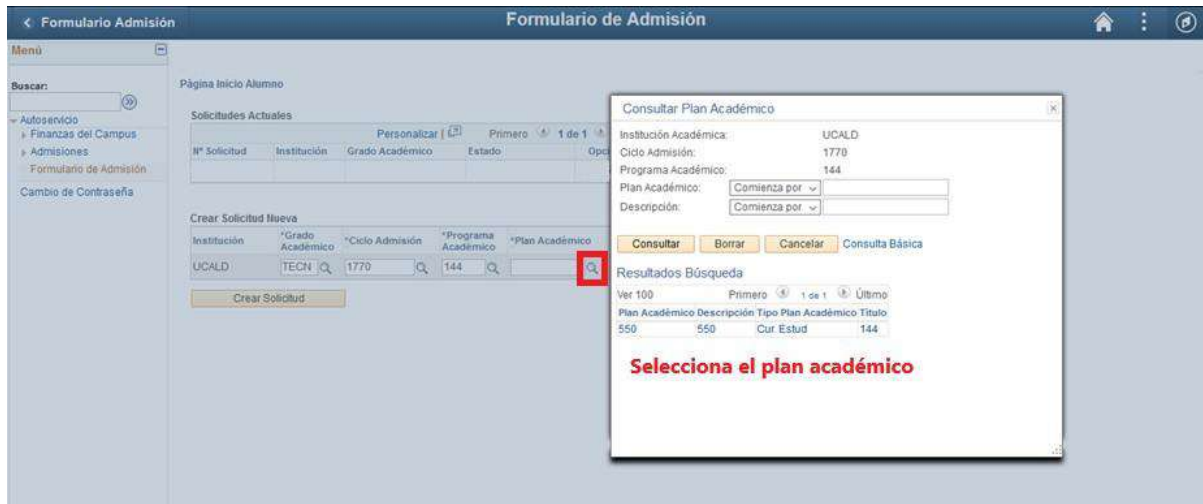 Formulario Admisión
Formulario de Admisión
Menú
Buscar:
Autoservicio
Finanzas del Campus
Admisiones
Formulario de Admisión
Cambio de Contraseña
Página Inicio Alumno
Solicitudes Actuales
Personalizar | Primero 1 de 1
Nº Solicitud Institución Grado Académico Estado Opci
Crear Solicitud Nueva
Institución *Grado Académico *Ciclo Admisión *Programa Académico *Plan Académico
UCALD TECN 1770 144
Crear Solicitud
Consultar Plan Académico
Institución Académica: UCALD
Ciclo Admisión: 1770
Programa Académico: 144
Plan Académico: Comienza por
Descripción: Comienza por
Consultar Borrar Cancelar Consulta Básica
Resultados Búsqueda
Ver 100 Primero 1 de 1 Último
Plan Académico Descripción Tipo Plan Académico Título
550 550 Cur Estud 144
Selecciona el plan académico